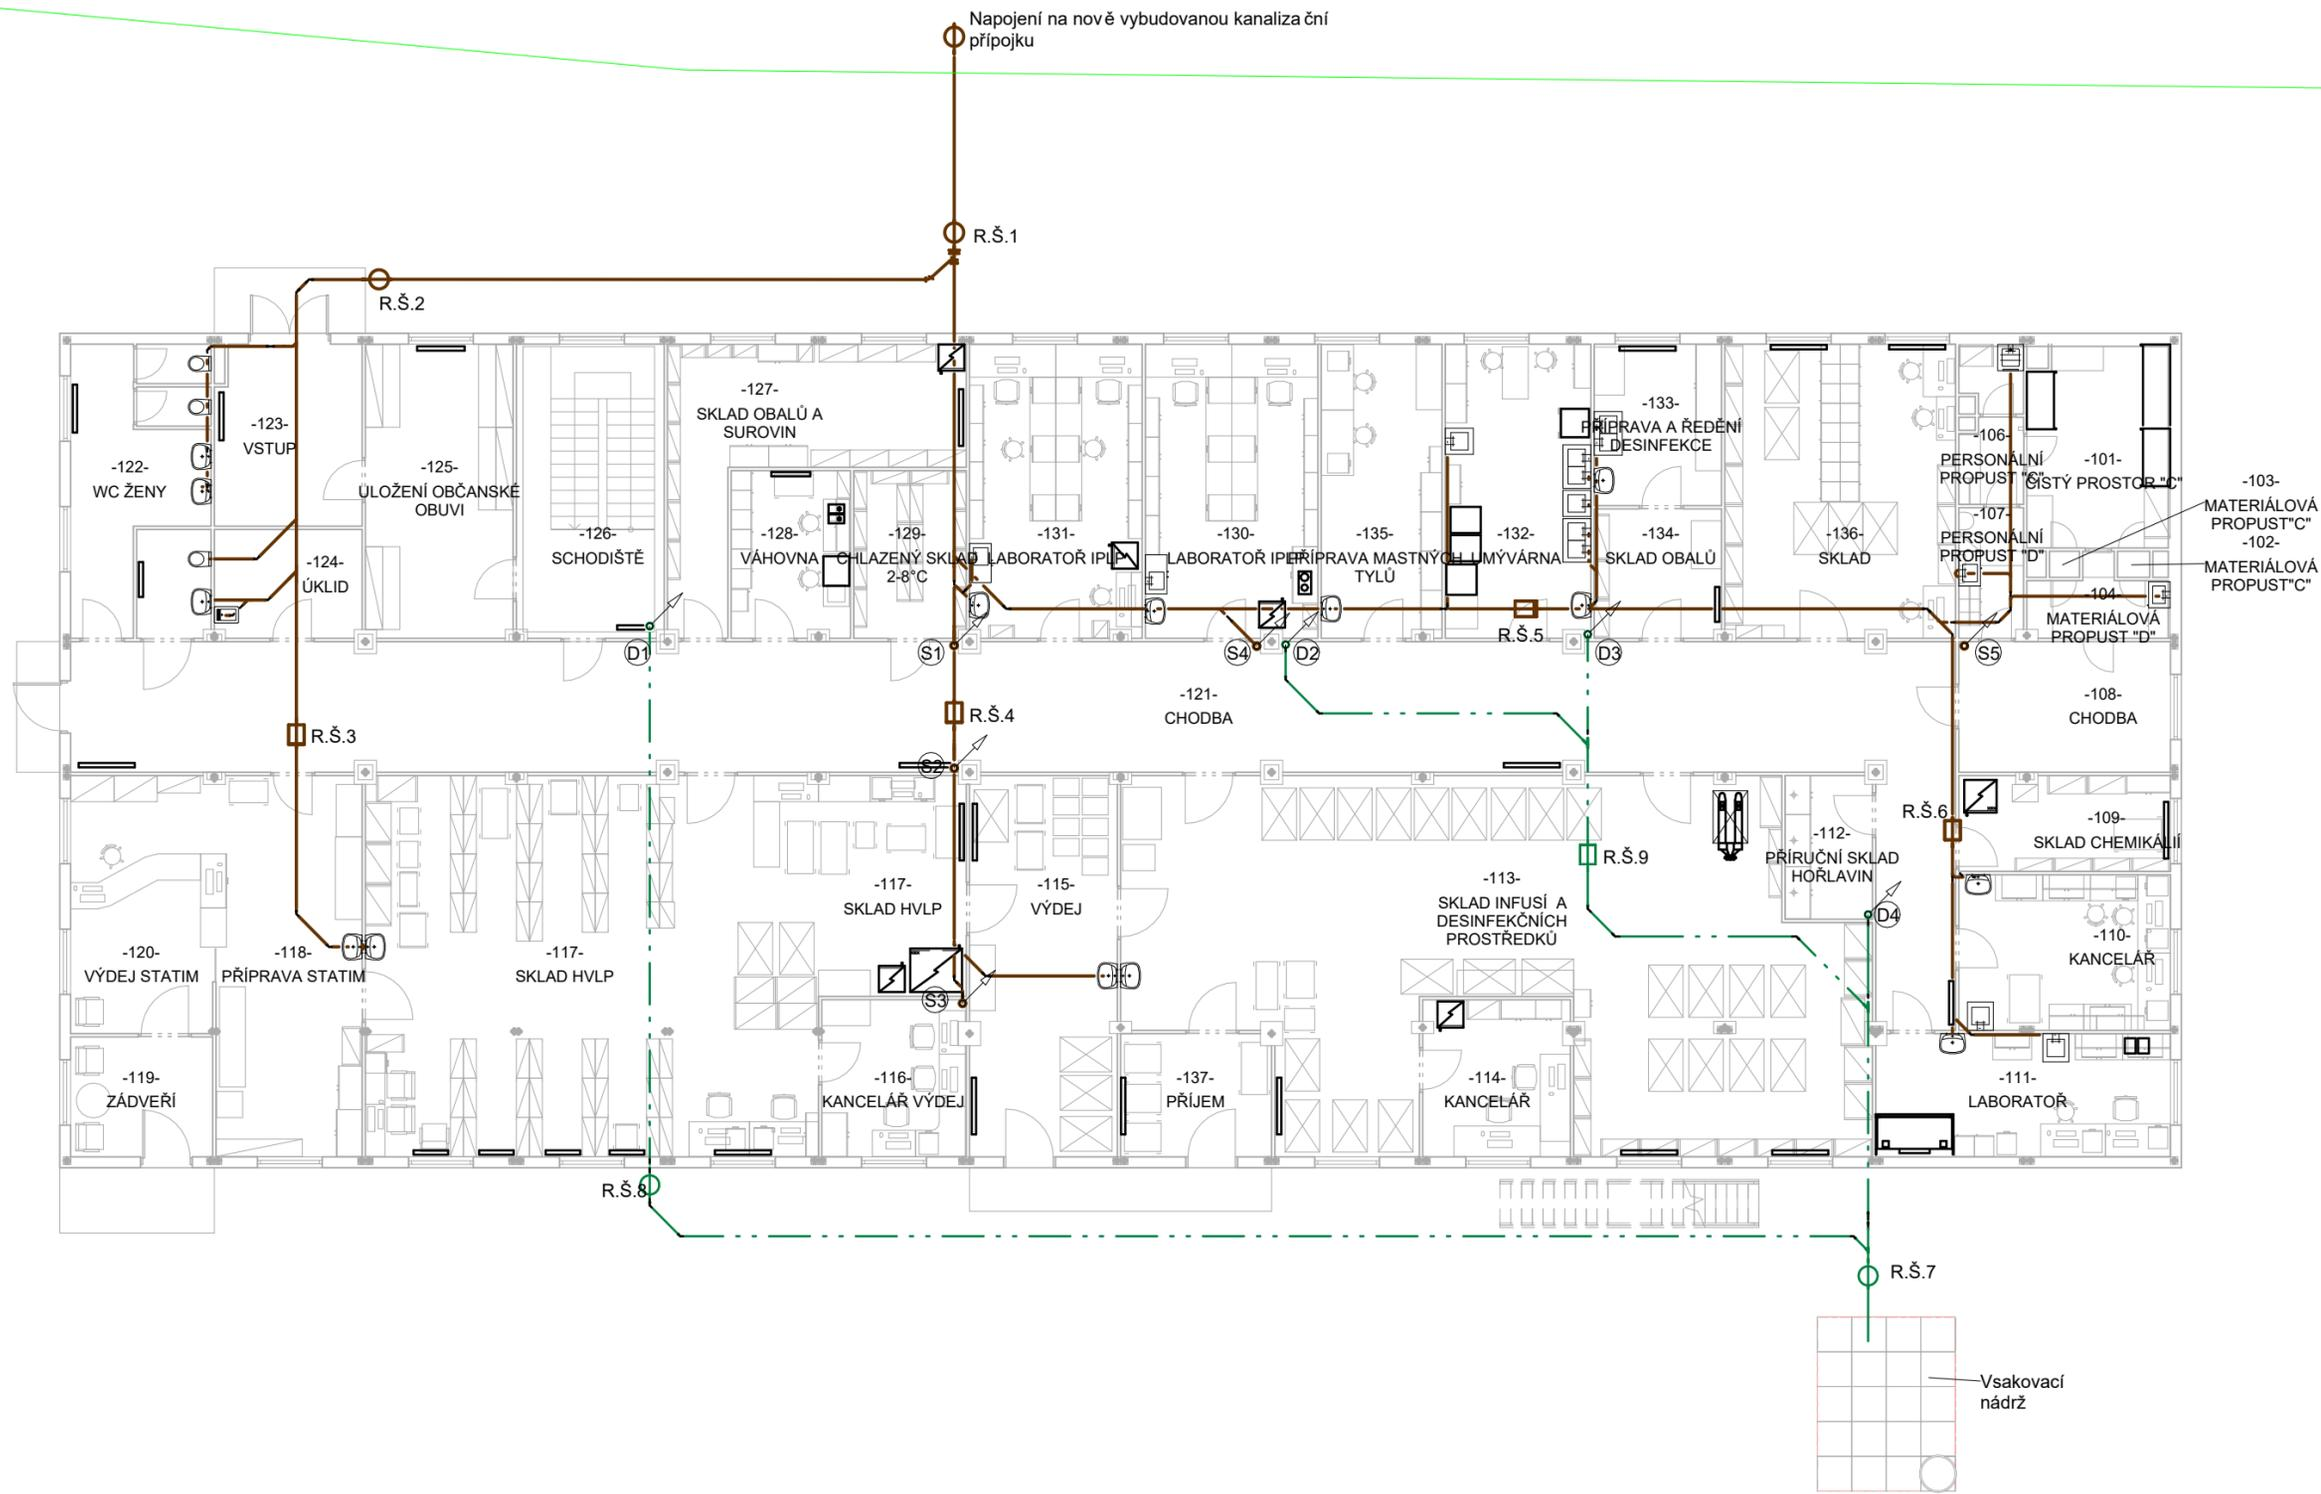 Napojení na nově vybudovanou kanaliza ční
přípojku
R.Š.1
R.Š.2
-127-
SKLAD OBALŮ A
SUROVIN
-123-
VSTUP
-133-
PŘÍPRAVA A ŘEDĚNÍ
DESINFEKCE
-106-
PERSONÁLNÍ
PROPUST "C"
-101-
ČISTÝ PROSTOR "C"
-122-
WC ŽENY
-125-
ULOŽENÍ OBČANSKÉ
OBUVI
-103-
MATERIÁLOVÁ
PROPUST"C"
-102-
MATERIÁLOVÁ
PROPUST"C"
-107-
PERSONÁLNÍ
PROPUST "D"
-126-
SCHODIŠTĚ
-128-
VÁHOVNA
-129-
CHLAZENÝ SKLAD
2-8°C
-131-
LABORATOŘ IPLP
-130-
LABORATOŘ IPLP
-135-
PŘÍPRAVA MASTNÝCH
TYLŮ
-132-
UMÝVÁRNA
-134-
SKLAD OBALŮ
-136-
SKLAD
-124-
ÚKLID
-104-
MATERIÁLOVÁ
PROPUST "D"
R.Š.5
D1
S1
S4
D2
D3
S5
-121-
CHODBA
-108-
CHODBA
R.Š.3
R.Š.4
S2
R.Š.6
-109-
SKLAD CHEMIKÁLIÍ
-112-
PŘÍRUČNÍ SKLAD
HOŘLAVIN
R.Š.9
-117-
SKLAD HVLP
-115-
VÝDEJ
-113-
SKLAD INFUSÍ A
DESINFEKČNÍCH
PROSTŘEDKŮ
D4
-110-
KANCELÁŘ
-120-
VÝDEJ STATIM
-118-
PŘÍPRAVA STATIM
-117-
SKLAD HVLP
S3
-119-
ZÁDVEŘÍ
-116-
KANCELÁŘ VÝDEJ
-137-
PŘÍJEM
-114-
KANCELÁŘ
-111-
LABORATOŘ
R.Š.8
R.Š.7
Vsakovací
nádrž